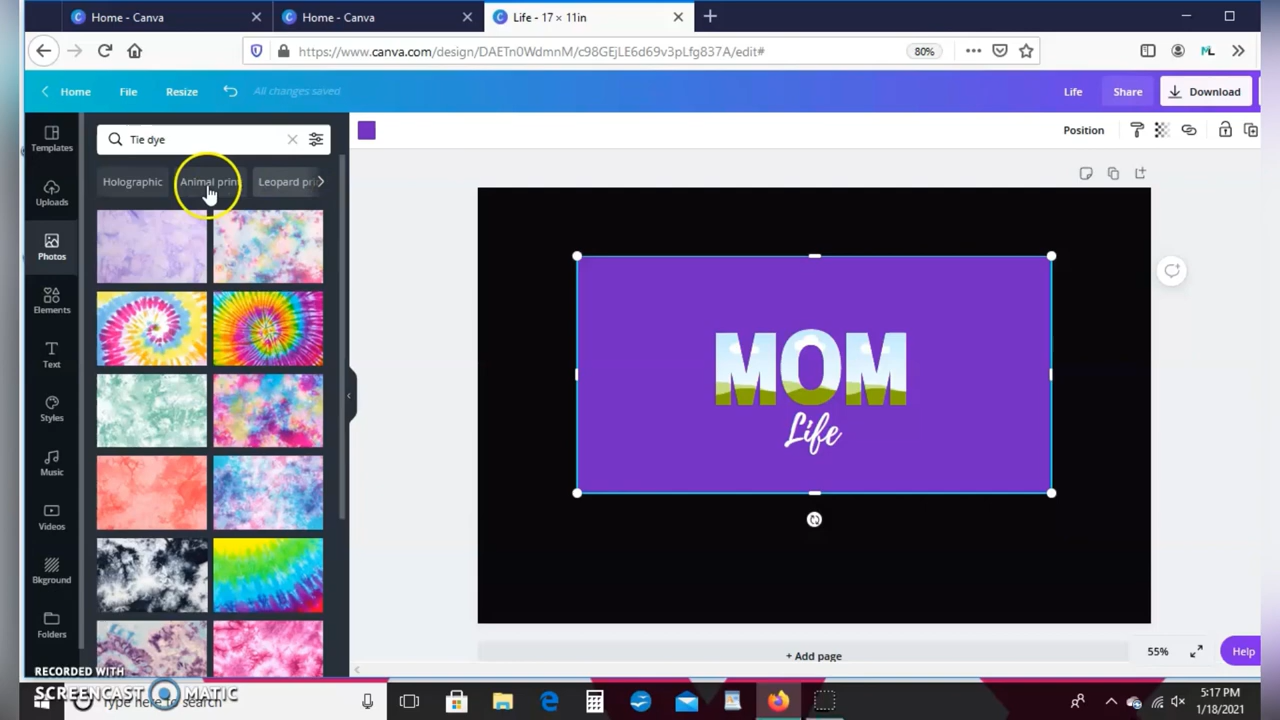 Home - Canva
Home - Canva
Life - 17 × 11in
https://www.canva.com/design/DAETn0WdmnM/c98GEjLE6d69v3pLfg837A/edit#
80%
Home
File
Resize
All changes saved
Life
Share
Download
Templates
Tie dye
Position
Holographic
Animal print
Leopard pri
Uploads
Photos
Elements
Text
MOM
Life
Styles
Music
Videos
Bkground
Folders
+ Add page
55%
Help
RECORDED WITH
SCREENCAST MATIC
Type here to search
5:17 PM
1/18/2021